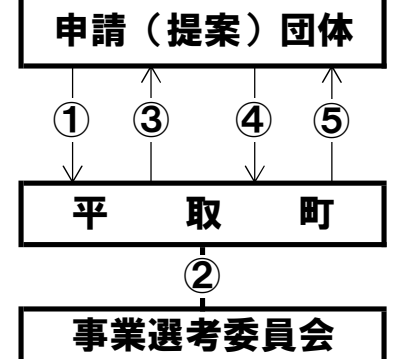 申請（提案）団体
① ③ ④ ⑤
平 取 町
②
事業選考委員会